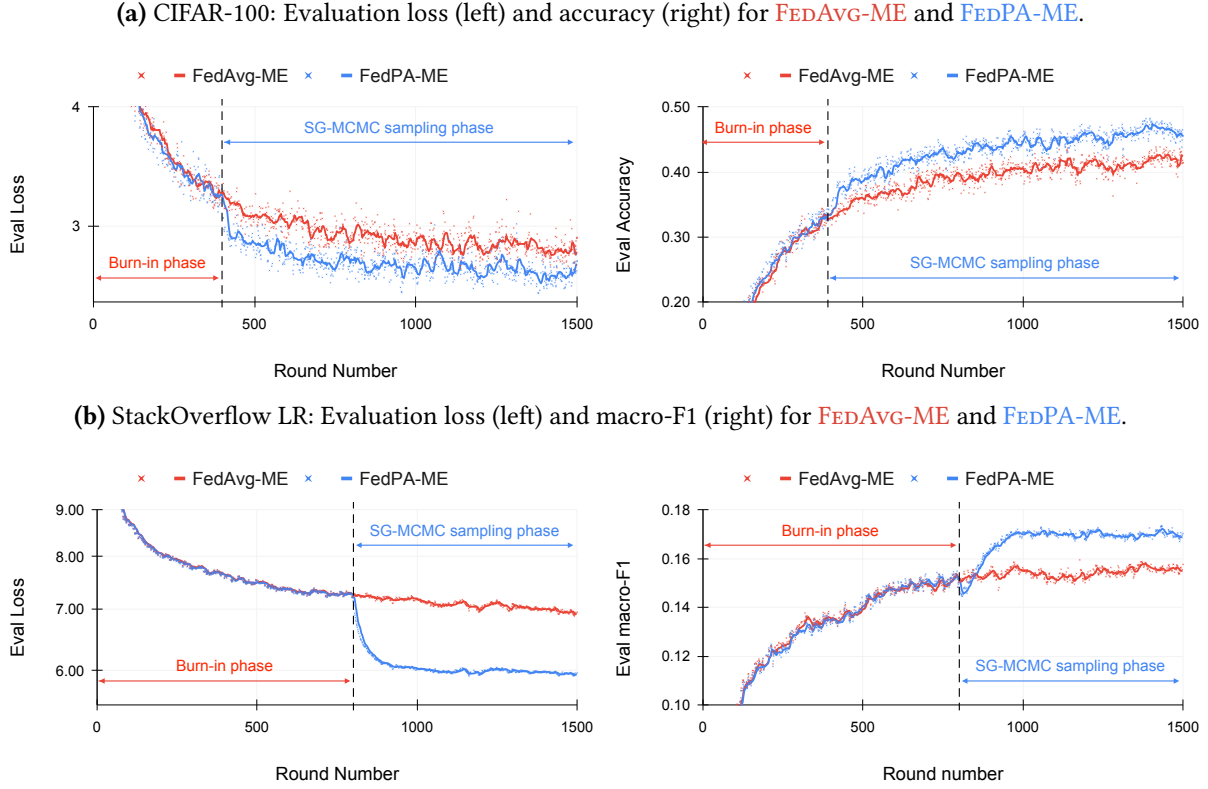 (a) CIFAR-100: Evaluation loss (left) and accuracy (right) for FEDAVG-ME and FEDPA-ME.
FedAvg-ME FedPA-ME
4
3
Eval Loss
Burn-in phase
SG-MCMC sampling phase
0 500 1000 1500
Round Number
FedAvg-ME FedPA-ME
0.50
0.40
0.30
0.20
Eval Accuracy
Burn-in phase
SG-MCMC sampling phase
0 500 1000 1500
Round Number
(b) StackOverflow LR: Evaluation loss (left) and macro-F1 (right) for FEDAVG-ME and FEDPA-ME.
FedAvg-ME FedPA-ME
9.00
8.00
7.00
6.00
Eval Loss
SG-MCMC sampling phase
Burn-in phase
0 500 1000 1500
Round Number
FedAvg-ME FedPA-ME
0.18
0.16
0.14
0.12
0.10
Eval macro-F1
Burn-in phase
SG-MCMC sampling phase
0 500 1000 1500
Round number